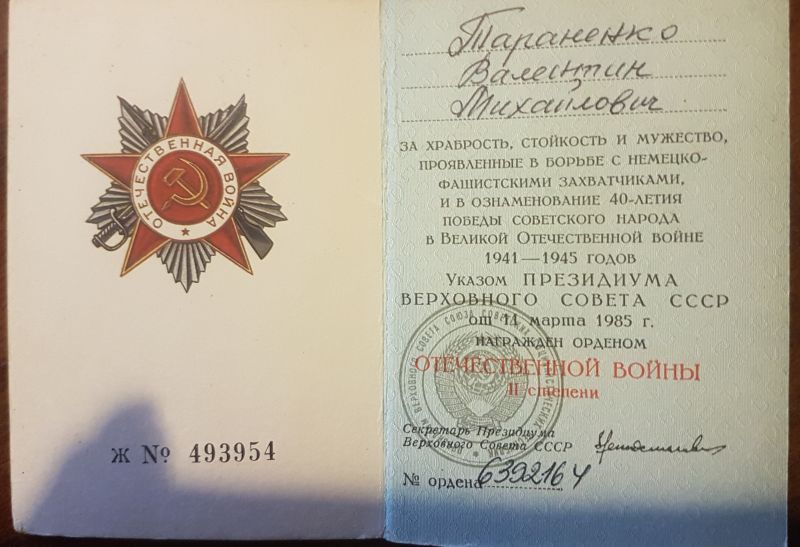 ОТЕЧЕСТВЕННАЯ ВОЙНА
Ж № 493954
Тараненко
Валентин
Михайлович
ЗА ХРАБРОСТЬ, СТОЙКОСТЬ И МУЖЕСТВО,
ПРОЯВЛЕННЫЕ В БОРЬБЕ С НЕМЕЦКО-
ФАШИСТСКИМИ ЗАХВАТЧИКАМИ,
И В ОЗНАМЕНОВАНИЕ 40-ЛЕТИЯ
ПОБЕДЫ СОВЕТСКОГО НАРОДА
В ВЕЛИКОЙ ОТЕЧЕСТВЕННОЙ ВОЙНЕ
1941—1945 ГОДОВ
УКАЗОМ ПРЕЗИДИУМА
ВЕРХОВНОГО СОВЕТА СССР
от 11 марта 1985 г.
НАГРАЖДЕН ОРДЕНОМ
ОТЕЧЕСТВЕННОЙ ВОЙНЫ
II степени
Секретарь Президиума
Верховного Совета СССР
№ ордена 6392164